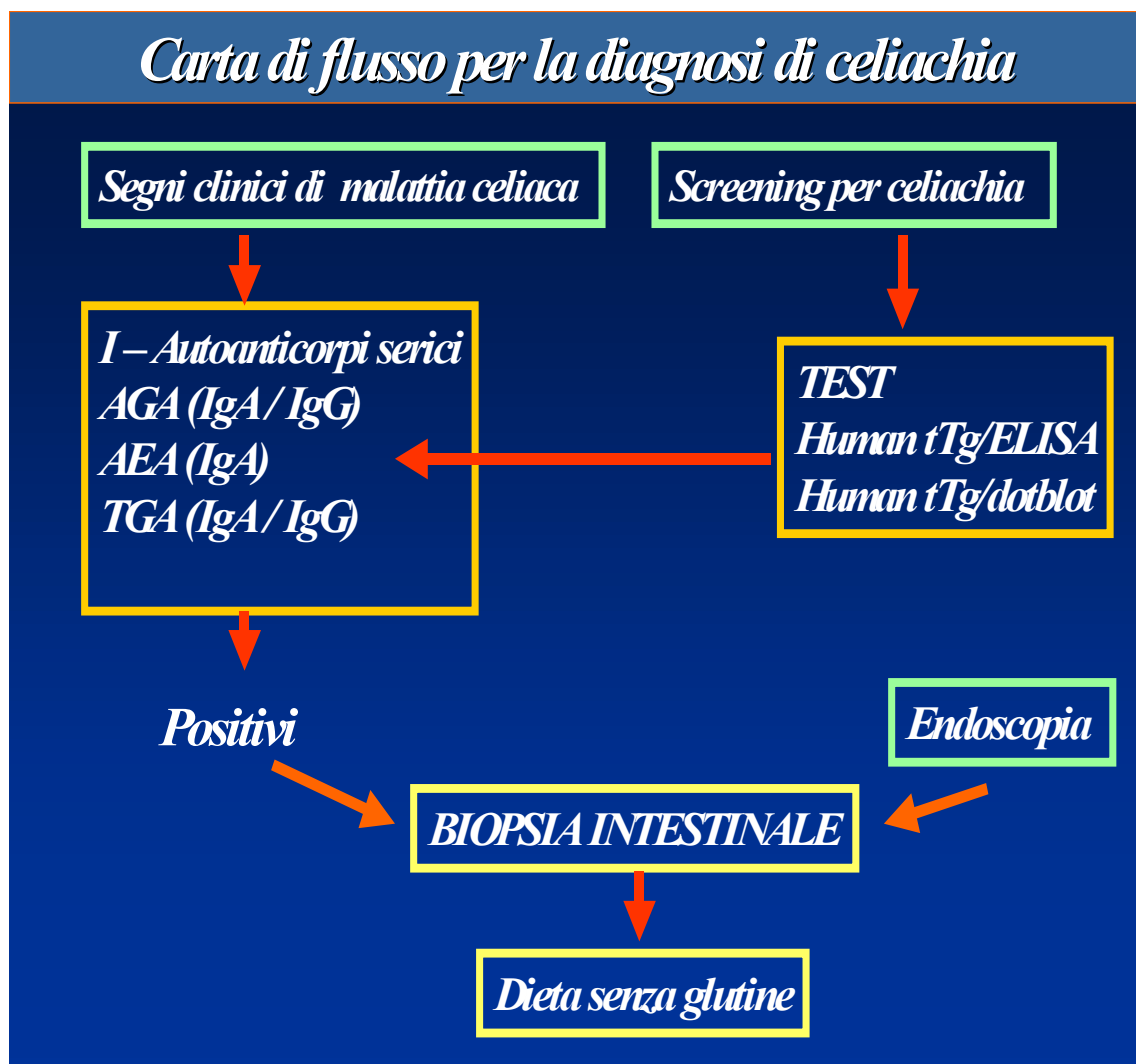 Carta di flusso per la diagnosi di celiachia
Segni clinici di malattia celiaca
Screening per celiachia
I – Autoanticorpi serici
AGA (IgA / IgG)
AEA (IgA)
TGA (IgA / IgG)
TEST
Human tTg/ELISA
Human tTg/dotblot
Positivi
Endoscopia
BIOPSIA INTESTINALE
Dieta senza glutine